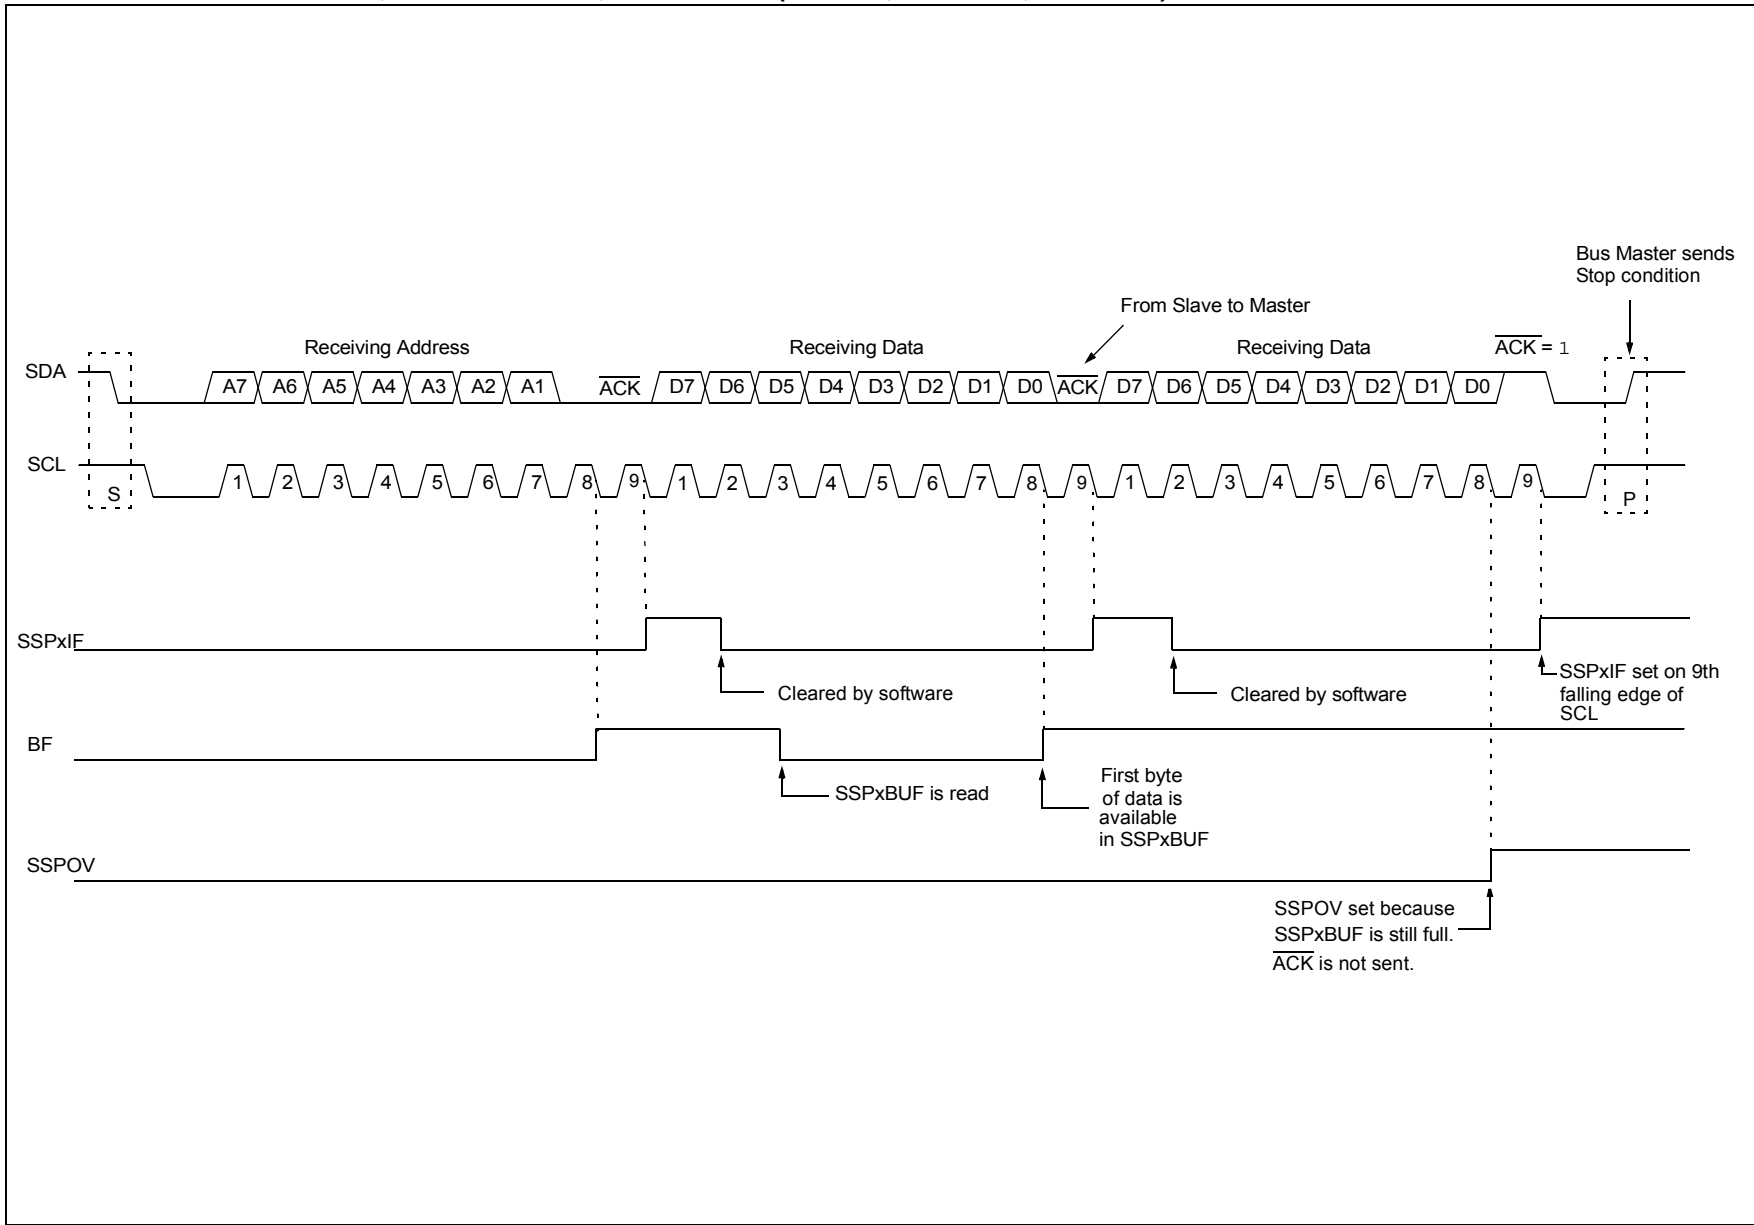 Bus Master sends
Stop condition
From Slave to Master
Receiving Address
Receiving Data
Receiving Data
ACK = 1
SDA
A7 A6 A5 A4 A3 A2 A1 ACK D7 D6 D5 D4 D3 D2 D1 D0 ACK D7 D6 D5 D4 D3 D2 D1 D0
SCL
S 1 2 3 4 5 6 7 8 9 1 2 3 4 5 6 7 8 9 1 2 3 4 5 6 7 8 9 P
SSPxIF
Cleared by software
Cleared by software
SSPxIF set on 9th
falling edge of
SCL
BF
SSPxBUF is read
First byte
of data is
available
in SSPxBUF
SSPOV
SSPOV set because
SSPxBUF is still full.
ACK is not sent.